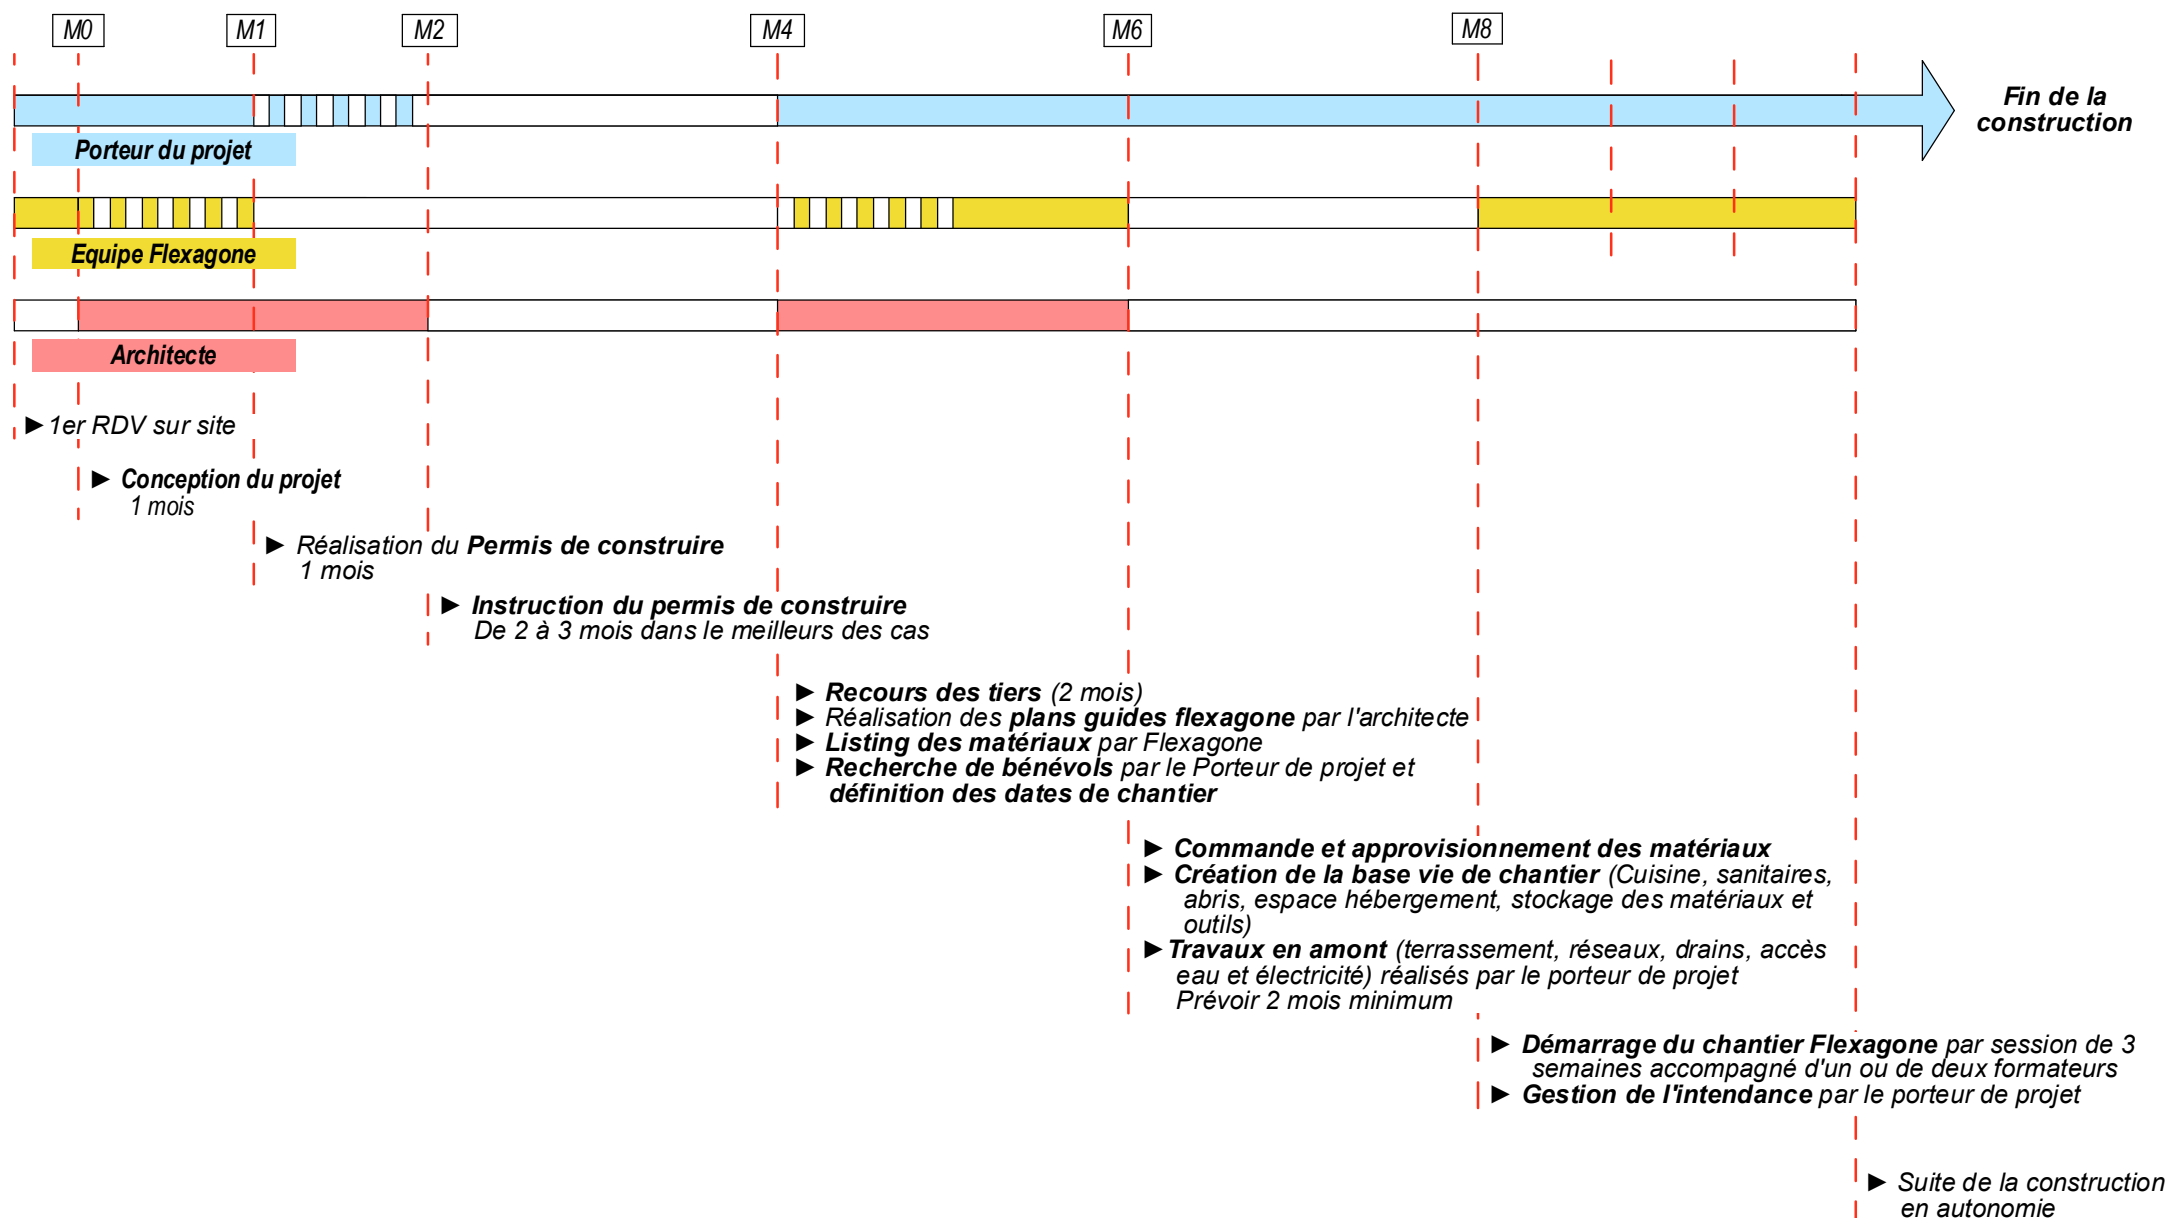 M0
M1
M2
M4
M6
M8
Fin de la
construction
Porteur du projet
Equipe Flexagone
Architecte
► 1er RDV sur site
► Conception du projet
1 mois
► Réalisation du Permis de construire
1 mois
► Instruction du permis de construire
De 2 à 3 mois dans le meilleurs des cas
► Recours des tiers (2 mois)
► Réalisation des plans guides flexagone par l'architecte
► Listing des matériaux par Flexagone
► Recherche de bénévols par le Porteur de projet et
définition des dates de chantier
► Commande et approvisionnement des matériaux
► Création de la base vie de chantier (Cuisine, sanitaires,
abris, espace hébergement, stockage des matériaux et
outils)
► Travaux en amont (terrassement, réseaux, drains, accès
eau et électricité) réalisés par le porteur de projet
Prévoir 2 mois minimum
► Démarrage du chantier Flexagone par session de 3
semaines accompagné d'un ou de deux formateurs
► Gestion de l'intendance par le porteur de projet
► Suite de la construction
en autonomie